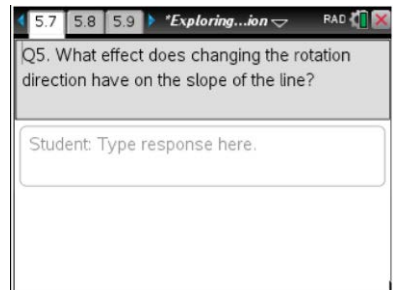 5.7 5.8 5.9 *Exploring...ion RAD
Q5. What effect does changing the rotation
direction have on the slope of the line?
Student: Type response here.